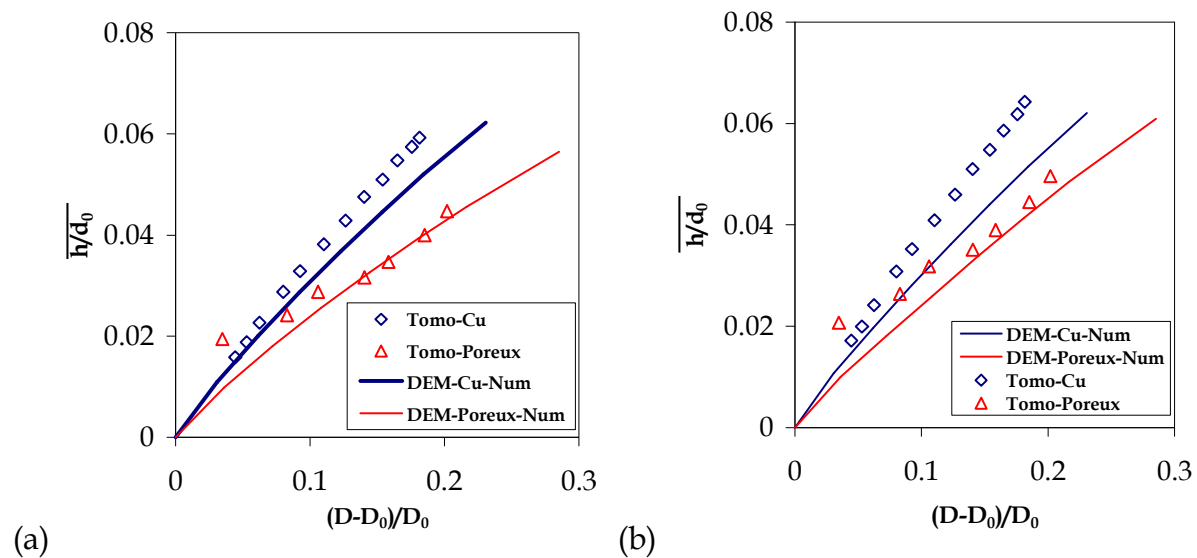 0.08
0.06
0.04
0.02
0
h/d₀
0
0.1
0.2
0.3
(D-D₀)/D₀
Tomo-Cu
Tomo-Poreux
DEM-Cu-Num
DEM-Poreux-Num
(a)
0.08
0.06
0.04
0.02
0
h/d₀
0
0.1
0.2
0.3
(D-D₀)/D₀
DEM-Cu-Num
DEM-Poreux-Num
Tomo-Cu
Tomo-Poreux
(b)